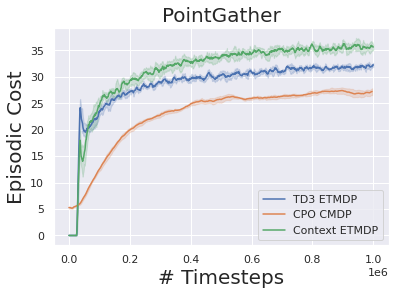 PointGather
Episodic Cost
35
30
25
20
15
10
5
0
0.0 0.2 0.4 0.6 0.8 1.0
1e6
# Timesteps
TD3 ETMDP
CPO CMDP
Context ETMDP